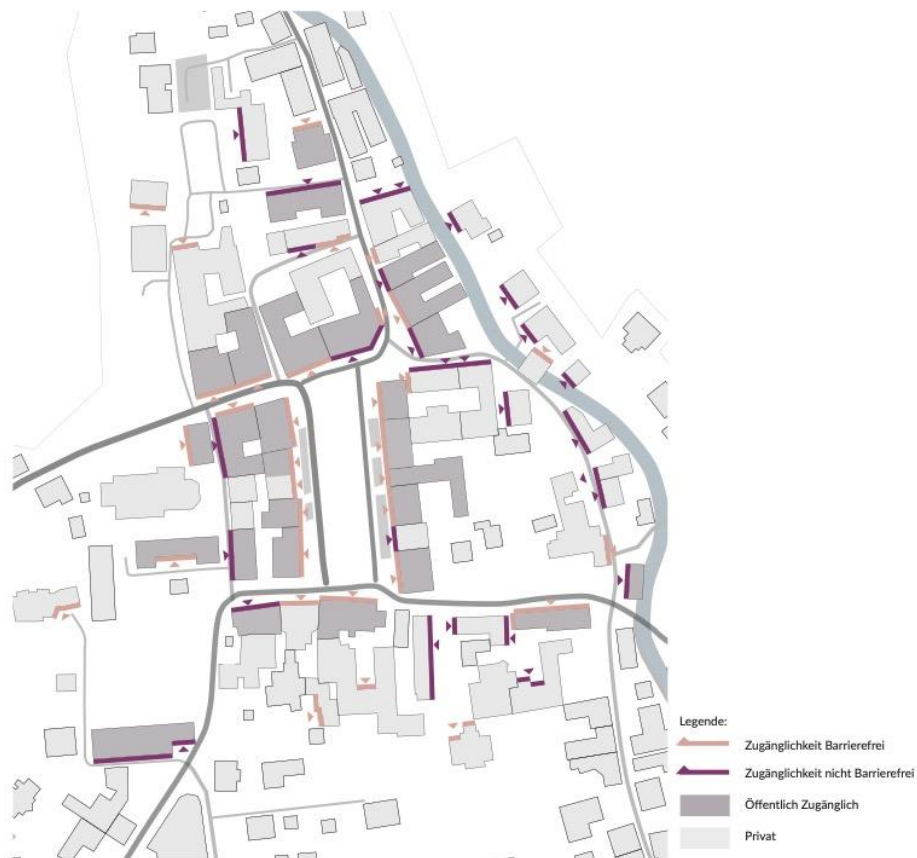 Legende:
Zugänglichkeit Barrierefrei
Zugänglichkeit nicht Barrierefrei
Öffentlich Zugänglich
Privat